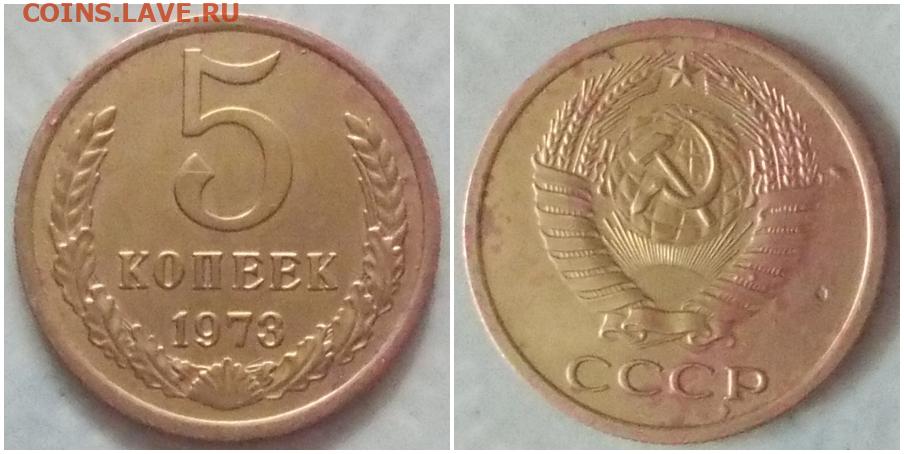 COINS.LAVE.RU
5
КОПЕЕК
1973
СССР